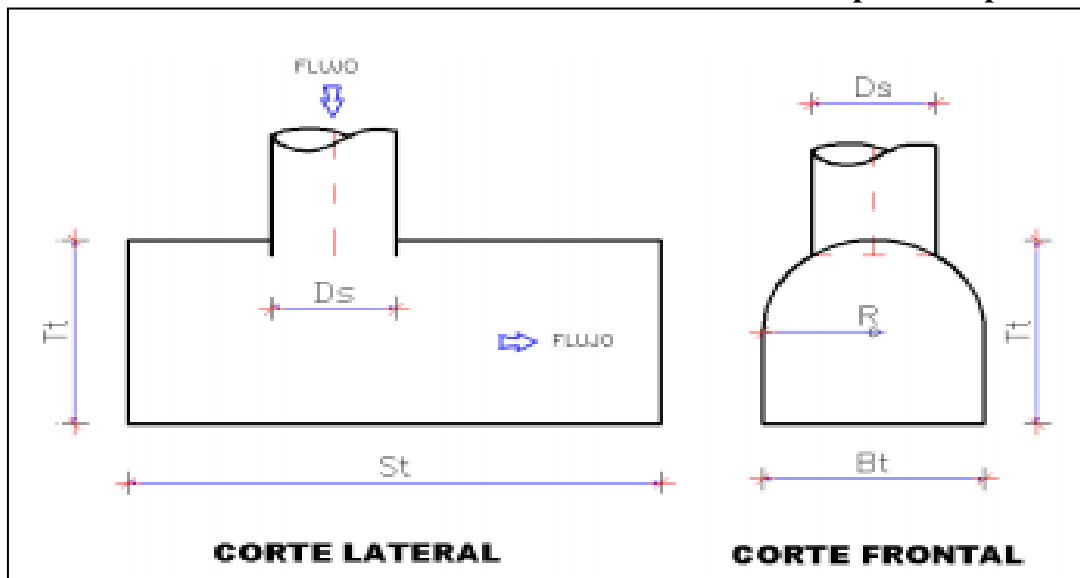 FLUJO
Ds
Ds
Tt
FLUJO
R
Tt
St
Bt
CORTE LATERAL
CORTE FRONTAL